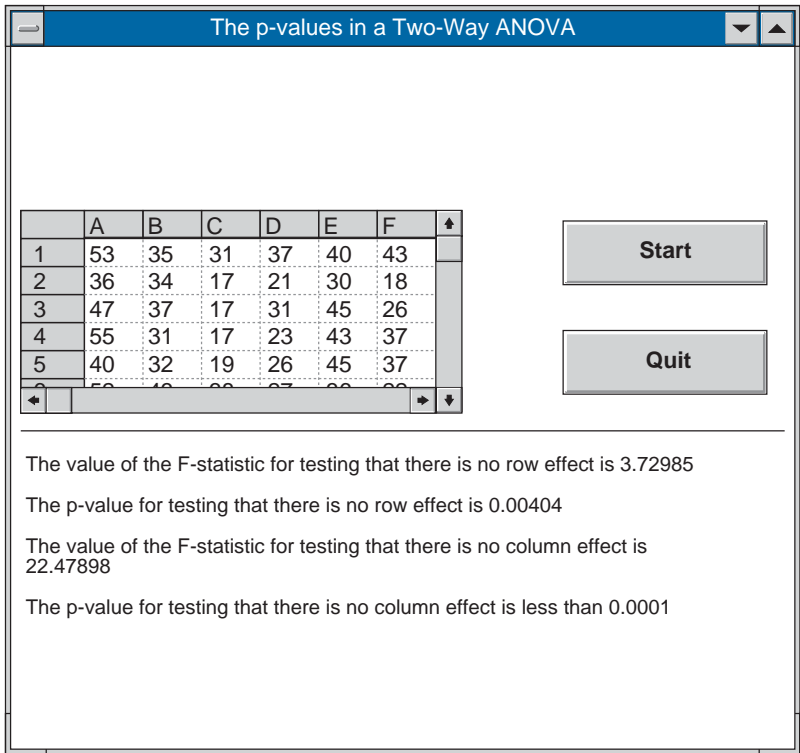 The p-values in a Two-Way ANOVA
A B C D E F
1 53 35 31 37 40 43
2 36 34 17 21 30 18
3 47 37 17 31 45 26
4 55 31 17 23 43 37
5 40 32 19 26 45 37
Start
Quit
The value of the F-statistic for testing that there is no row effect is 3.72985
The p-value for testing that there is no row effect is 0.00404
The value of the F-statistic for testing that there is no column effect is
22.47898
The p-value for testing that there is no column effect is less than 0.0001